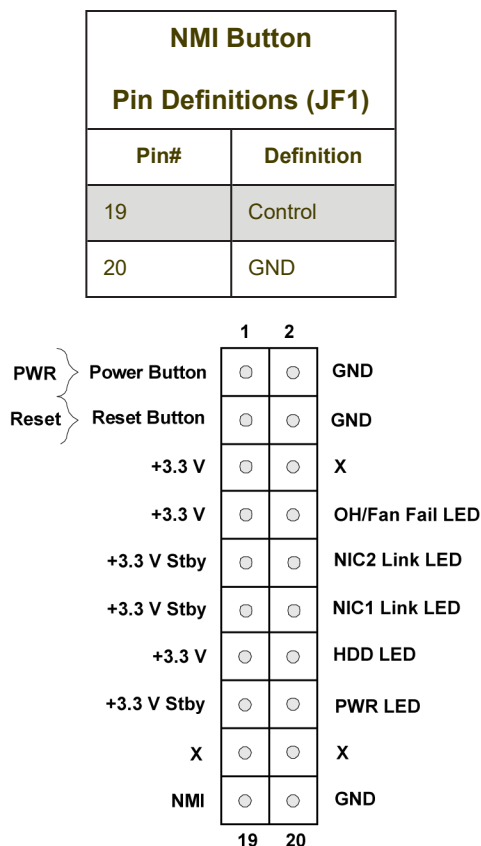 NMI Button
Pin Definitions (JF1)
Pin# Definition
19 Control
20 GND
1 2
PWR Power Button GND
Reset Reset Button GND
+3.3 V X
+3.3 V OH/Fan Fail LED
+3.3 V Stby NIC2 Link LED
+3.3 V Stby NIC1 Link LED
+3.3 V HDD LED
+3.3 V Stby PWR LED
X X
NMI GND
19 20